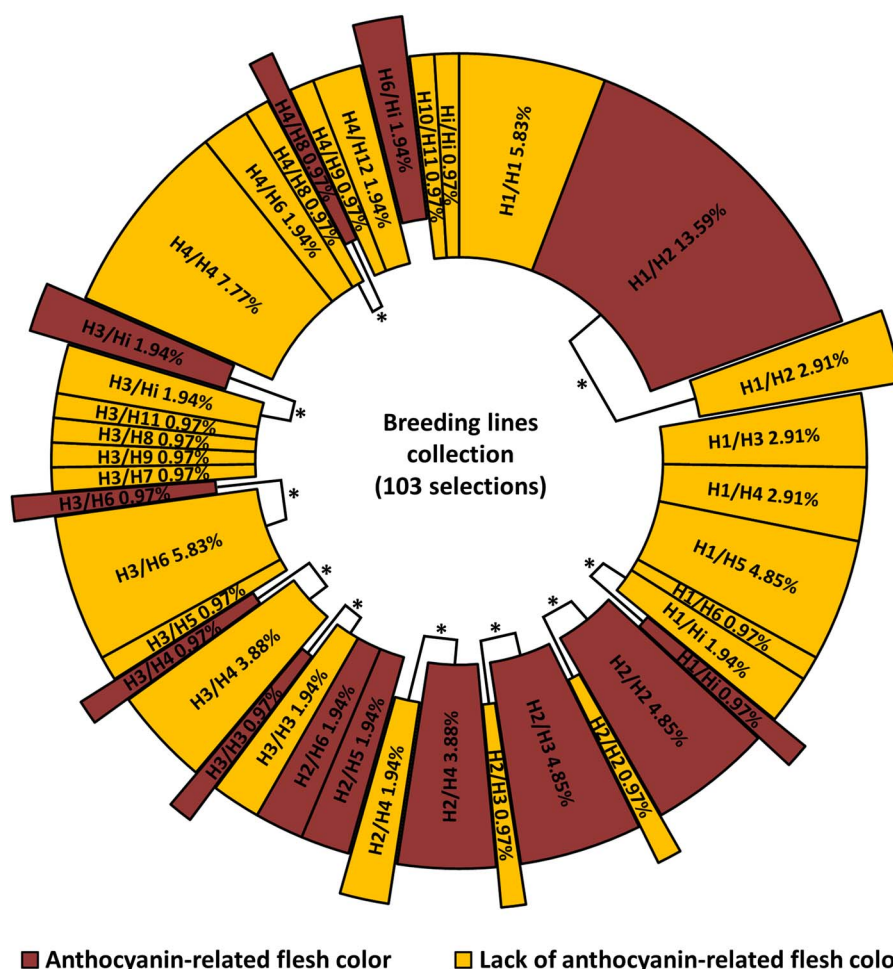 H1/H1 5.83%
H1/H2 13.59%
H1/H2 2.91%
H1/H3 2.91%
H1/H4 2.91%
H1/H5 4.85%
H1/H6 0.97%
H1/Hi 1.94%
H1/Hi 0.97%
H2/H2 4.85%
H2/H2 0.97%
H2/H3 4.85%
H2/H3 0.97%
H2/H4 3.88%
H2/H4 1.94%
H2/H5 1.94%
H2/H6 1.94%
H3/H3 1.94%
H3/H3 0.97%
H3/H4 3.88%
H3/H4 0.97%
H3/H5 0.97%
H3/H6 5.83%
H3/H6 0.97%
H3/H7 0.97%
H3/H9 0.97%
H3/H8 0.97%
H3/H11 0.97%
H3/Hi 1.94%
H3/Hi 1.94%
H4/H4 7.77%
H4/H6 1.94%
H4/H8 0.97%
H4/H8 0.97%
H4/H9 0.97%
H4/H12 1.94%
H6/Hi 1.94%
H10/H11 0.97%
Hi/Hi 0.97%
*
*
*
*
*
*
*
*
*
*
Breeding lines
collection
(103 selections)
Anthocyanin-related flesh color
Lack of anthocyanin-related flesh colo